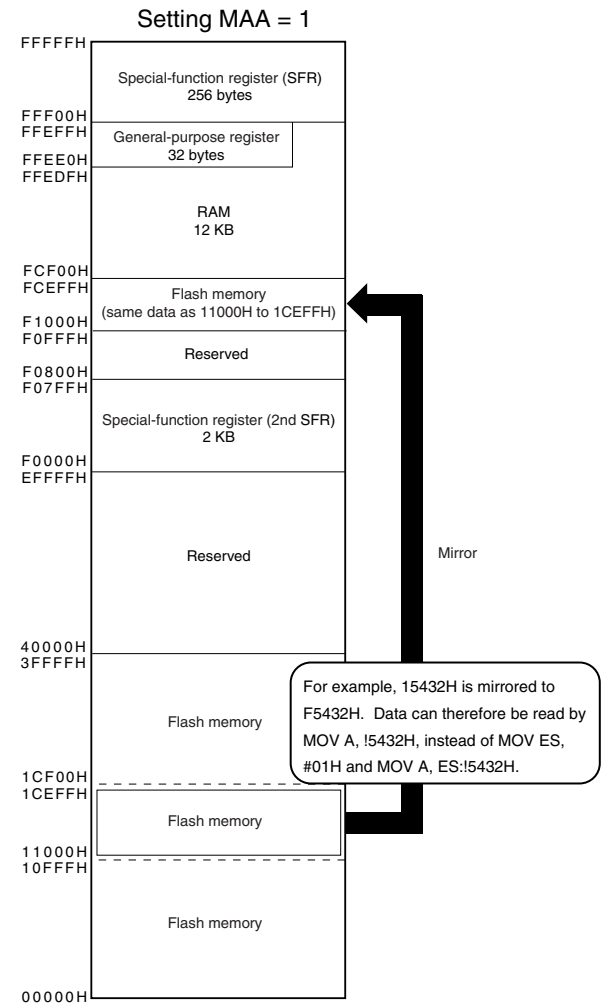 Setting MAA = 1
FFFFFH
Special-function register (SFR)
256 bytes
FFF00H
FFEFFH
General-purpose register
32 bytes
FFEE0H
FFEDFH
RAM
12 KB
FCF00H
FCEFFH
Flash memory
(same data as 11000H to 1CEFFH)
F1000H
F0FFFH
Reserved
F0800H
F07FFH
Special-function register (2nd SFR)
2 KB
F0000H
EFFFFH
Reserved
Mirror
40000H
3FFFFH
For example, 15432H is mirrored to
F5432H. Data can therefore be read by
MOV A, !5432H, instead of MOV ES,
#01H and MOV A, ES:!5432H.
Flash memory
1CF00H
1CEFFH
Flash memory
11000H
10FFFH
Flash memory
00000H